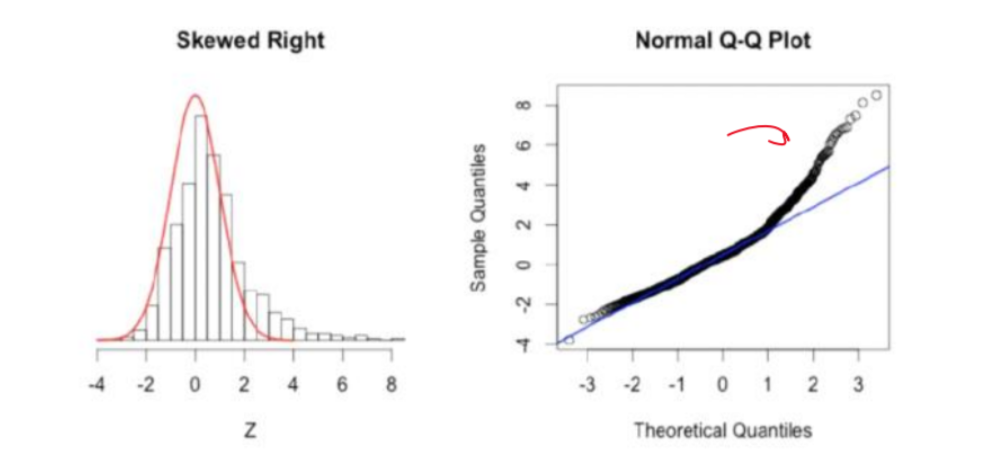 Skewed Right
-4 -2 0 2 4 6 8
Z
Normal Q-Q Plot
Sample Quantiles
8
6
4
2
0
-2
-4
-3 -2 -1 0 1 2 3
Theoretical Quantiles